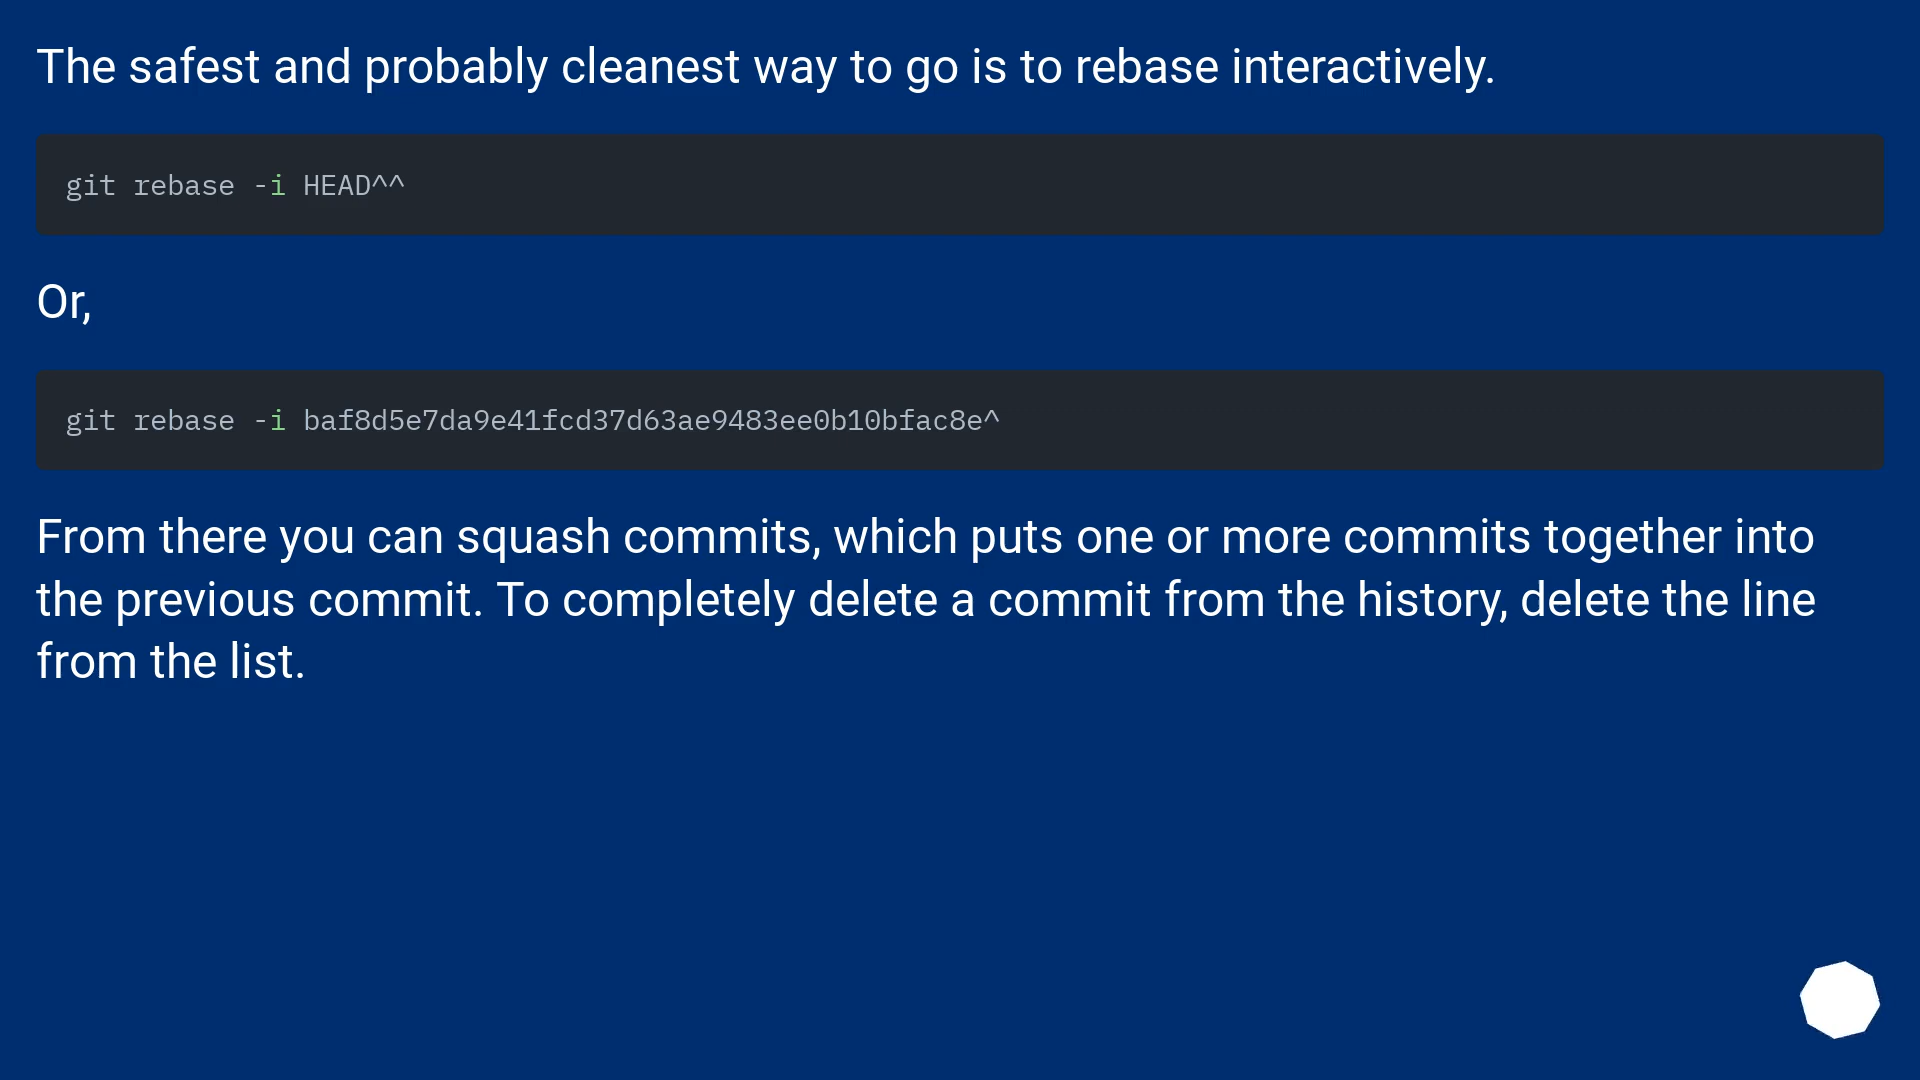 The safest and probably cleanest way to go is to rebase interactively.
git rebase -i HEAD^^
Or,
git rebase -i baf8d5e7da9e41fcd37d63ae9483ee0b10bfac8e^
From there you can squash commits, which puts one or more commits together into
the previous commit. To completely delete a commit from the history, delete the line
from the list.